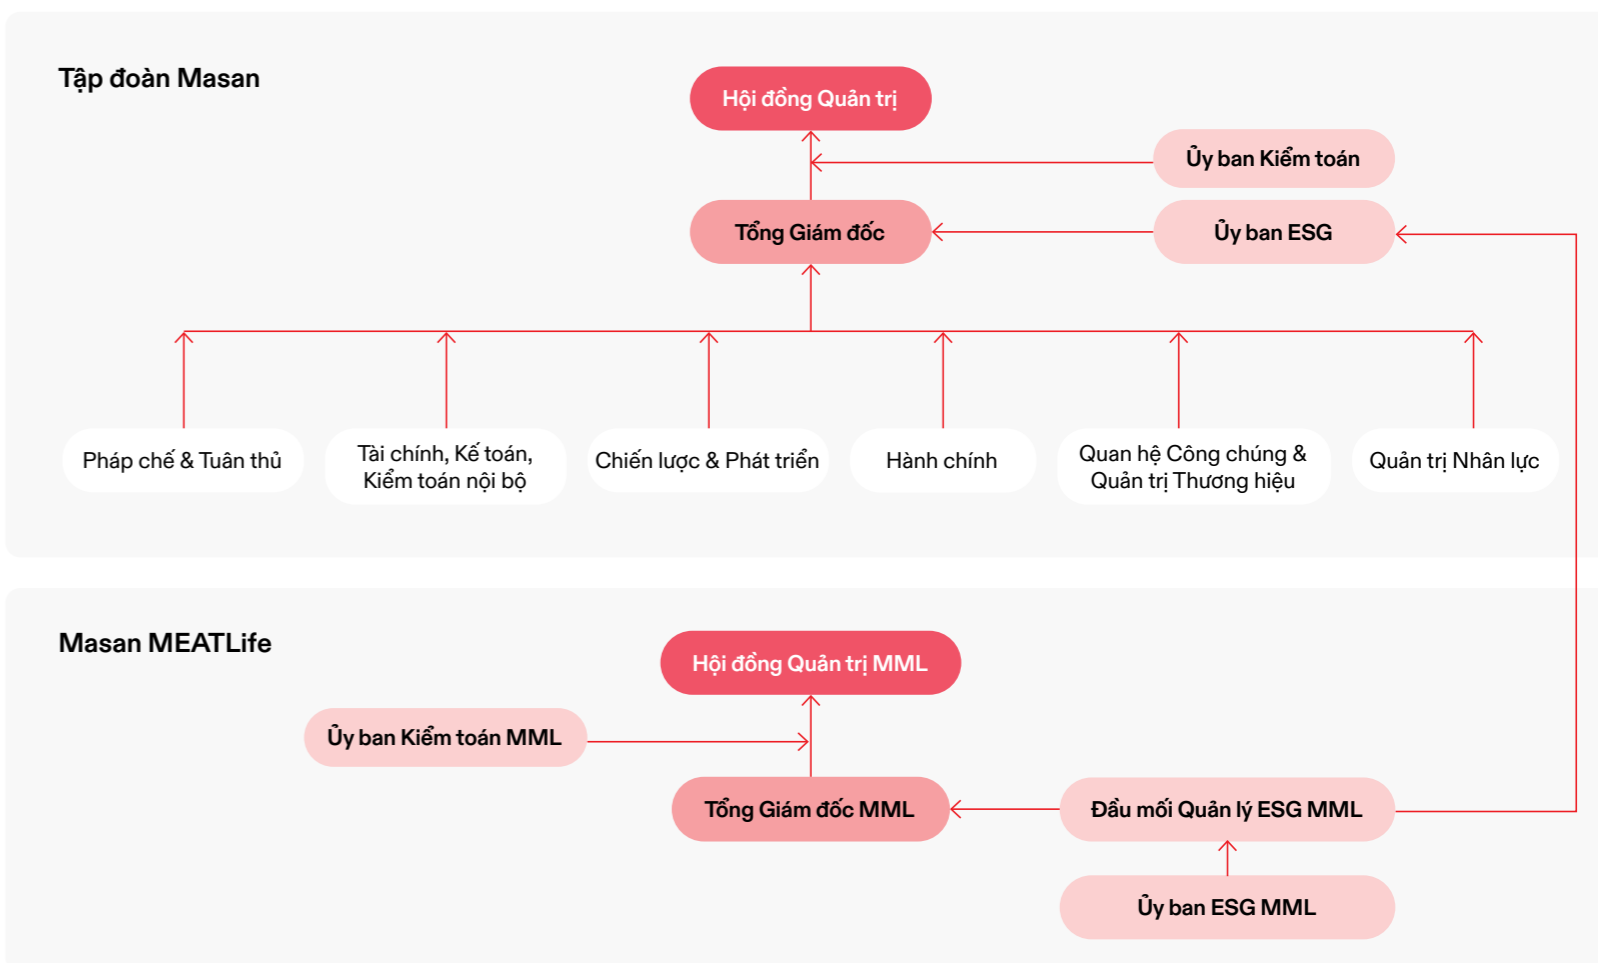 Tập đoàn Masan
Hội đồng Quản trị
Ủy ban Kiểm toán
Tổng Giám đốc
Ủy ban ESG
Pháp chế & Tuân thủ
Tài chính, Kế toán,
Kiểm toán nội bộ
Chiến lược & Phát triển
Hành chính
Quan hệ Công chúng &
Quản trị Thương hiệu
Quản trị Nhân lực
Masan MEATLife
Hội đồng Quản trị MML
Ủy ban Kiểm toán MML
Tổng Giám đốc MML
Đầu mối Quản lý ESG MML
Ủy ban ESG MML